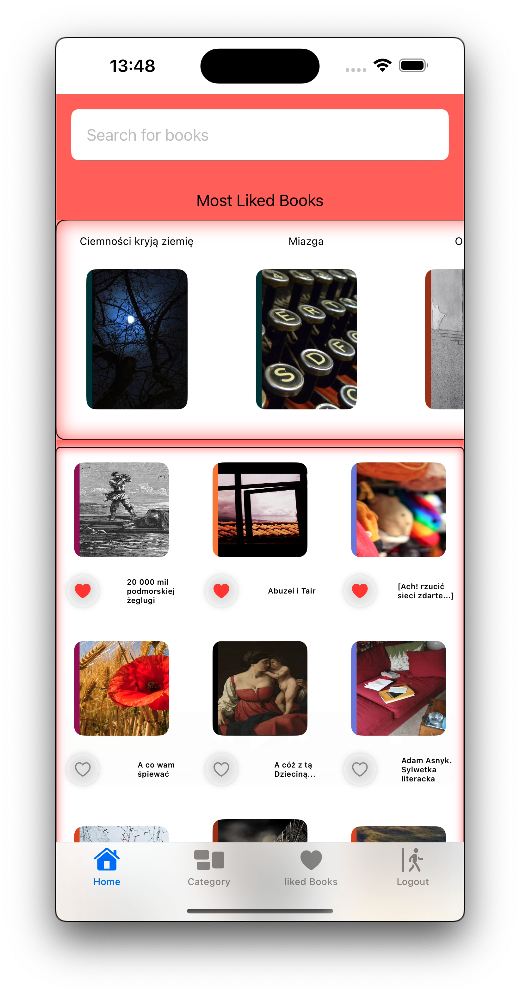 13:48
Search for books
Most Liked Books
Ciemności kryją ziemię
Miazga
O
E
R
S
D
F
20 000 mil
podmorskiej
żeglugi
Abuzei i Tair
[Ach! rzucić
sieci zdarte...]
A co wam
śpiewać
A cóż z tą
Dzieciną...
Adam Asnyk.
Sylwetka
literacka
Home
Category
liked Books
Logout